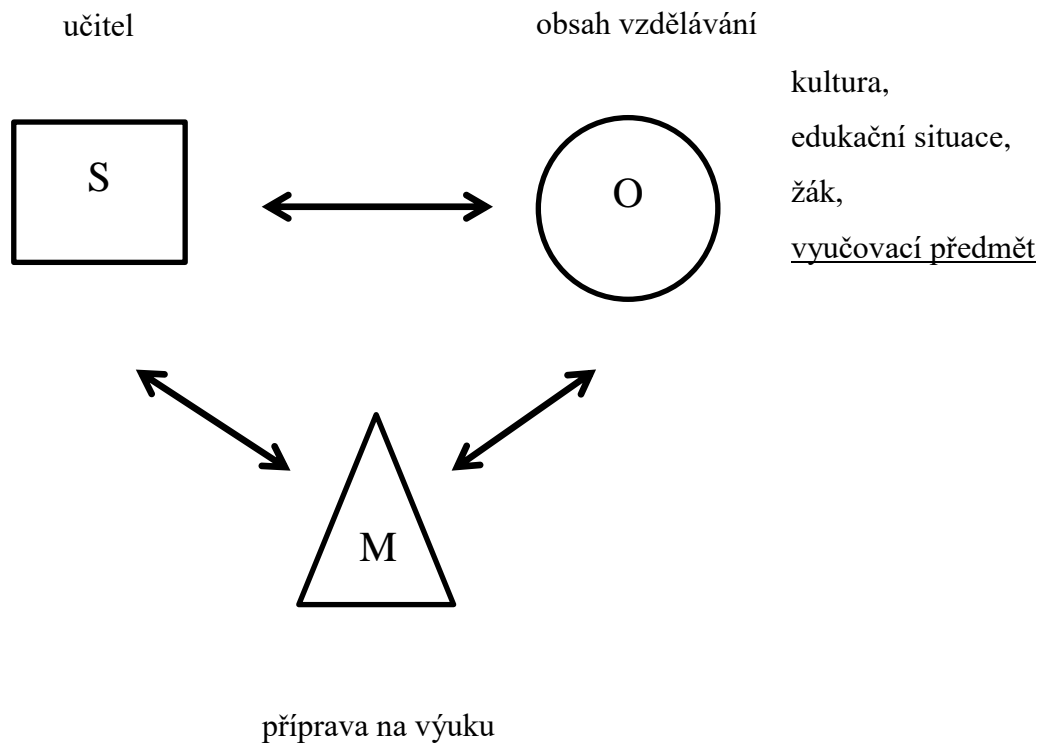 učitel
obsah vzdělávání
kultura,
edukační situace,
žák,
vyučovací předmět
S
O
M
příprava na výuku